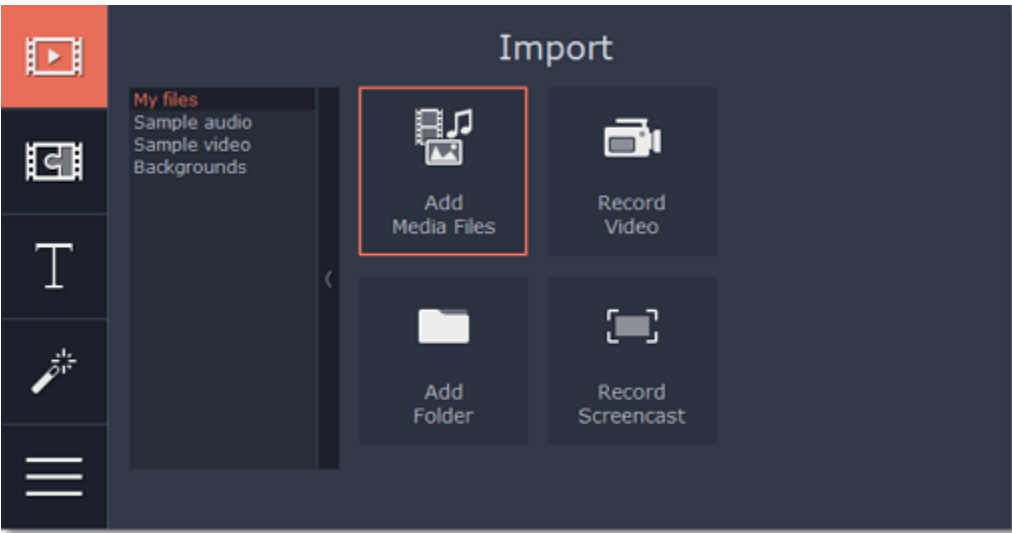 Import
My files
Sample audio
Sample video
Backgrounds
Add
Media Files
Record
Video
Add
Folder
Record
Screencast